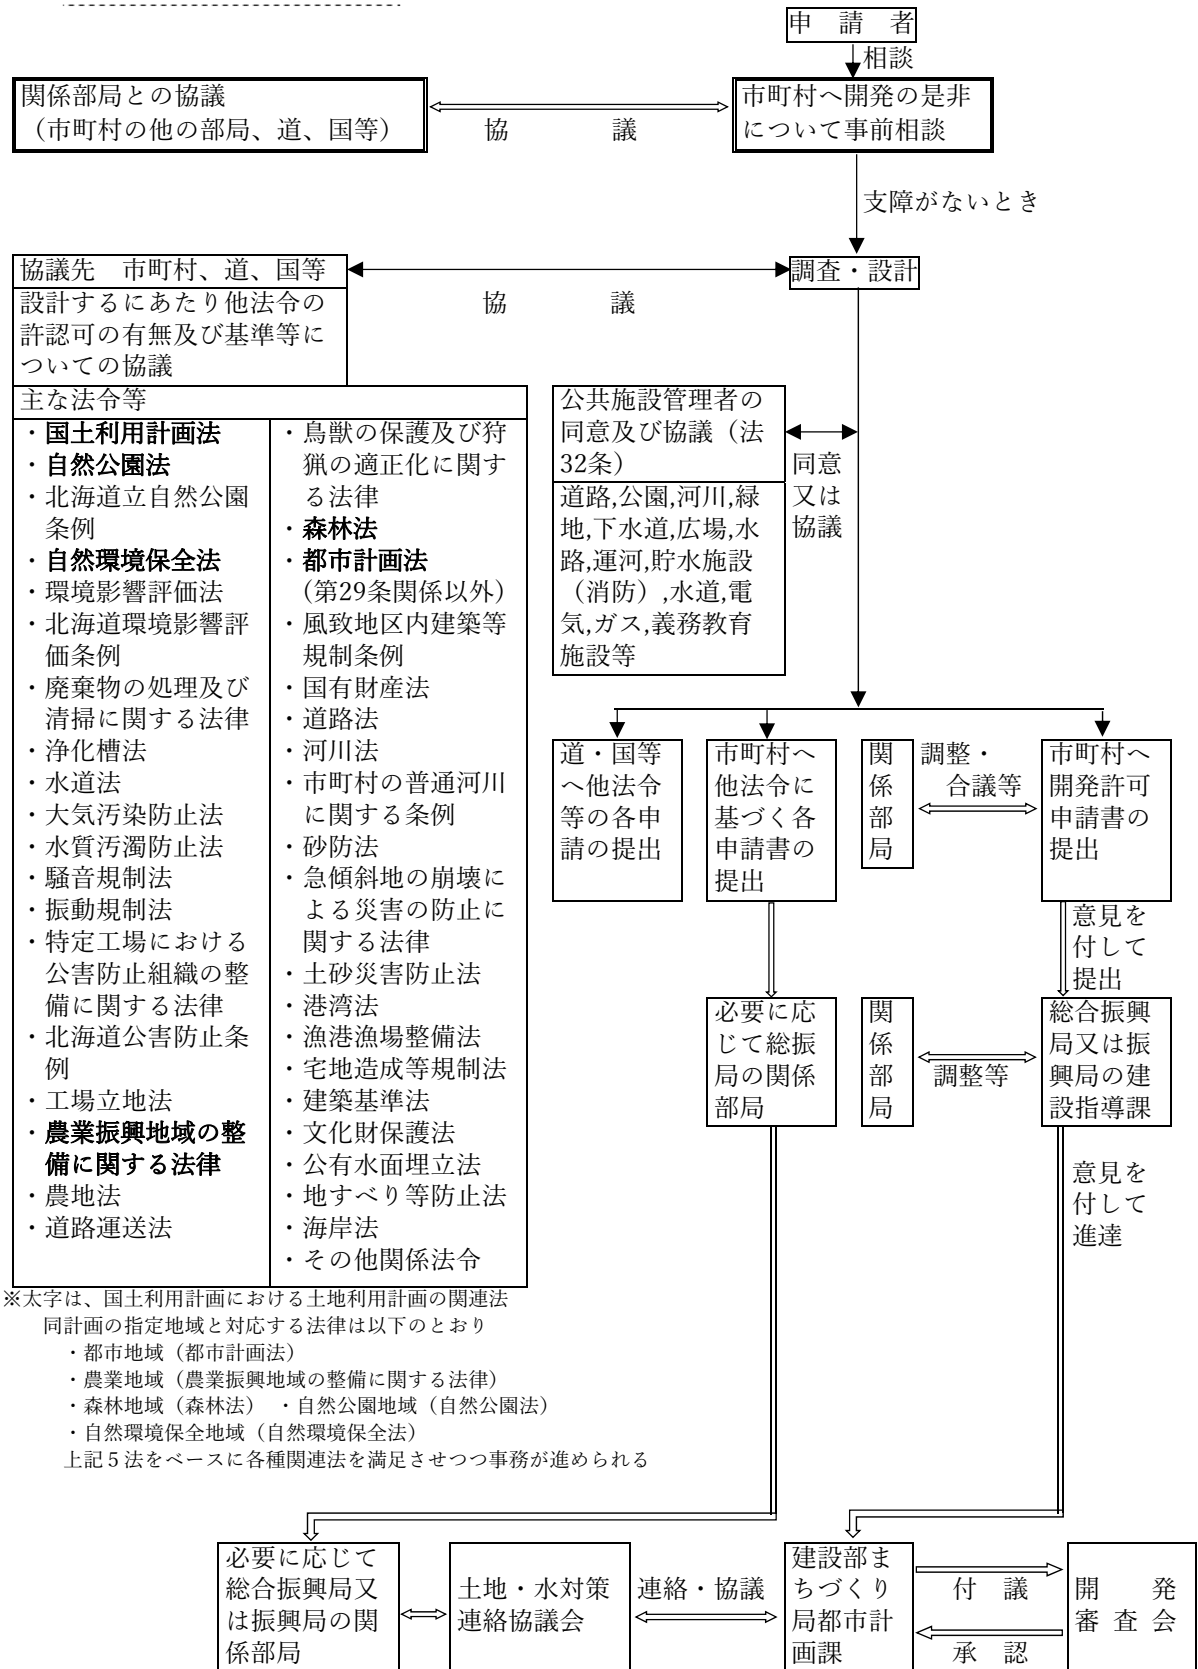 申　請　者
相談
関係部局との協議
（市町村の他の部局、道、国等）
協　　　　議
市町村へ開発の是非
について事前相談
支障がないとき
協議先　市町村、道、国等
協　　　　議
調査・設計
設計するにあたり他法令の
許認可の有無及び基準等に
ついての協議
主な法令等
・国土利用計画法
・自然公園法
・北海道立自然公園
条例
・自然環境保全法
・環境影響評価法
・北海道環境影響評
価条例
・廃棄物の処理及び
清掃に関する法律
・浄化槽法
・水道法
・大気汚染防止法
・水質汚濁防止法
・騒音規制法
・振動規制法
・特定工場における
公害防止組織の整
備に関する法律
・北海道公害防止条
例
・工場立地法
・農業振興地域の整
備に関する法律
・農地法
・道路運送法
・鳥獣の保護及び狩
猟の適正化に関す
る法律
・森林法
・都市計画法
(第29条関係以外)
・風致地区内建築等
規制条例
・国有財産法
・道路法
・河川法
・市町村の普通河川
に関する条例
・砂防法
・急傾斜地の崩壊に
よる災害の防止に
関する法律
・土砂災害防止法
・港湾法
・漁港漁場整備法
・宅地造成等規制法
・建築基準法
・文化財保護法
・公有水面埋立法
・地すべり等防止法
・海岸法
・その他関係法令
公共施設管理者の
同意及び協議（法
32条）
道路,公園,河川,緑
地,下水道,広場,水
路,運河,貯水施設
（消防）,水道,電
気,ガス,義務教育
施設等
同意
又は
協議
道・国等
へ他法令
等の各申
請の提出
市町村へ
他法令に
基づく各
申請書の
提出
関
係
部
局
調整・
合議等
市町村へ
開発許可
申請書の
提出
意見を
付して
提出
必要に応
じて総振
局の関係
部局
関
係
部
局
調整等
総合振興
局又は振
興局の建
設指導課
意見を
付して
進達
※太字は、国土利用計画における土地利用計画の関連法
同計画の指定地域と対応する法律は以下のとおり
・都市地域（都市計画法）
・農業地域（農業振興地域の整備に関する法律）
・森林地域（森林法）　・自然公園地域（自然公園法）
・自然環境保全地域（自然環境保全法）
上記５法をベースに各種関連法を満足させつつ事務が進められる
必要に応じて
総合振興局又
は振興局の関
係部局
土地・水対策
連絡協議会
連絡・協議
建設部ま
ちづくり
局都市計
画課
付　議
承　認
開　　発
審 査 会